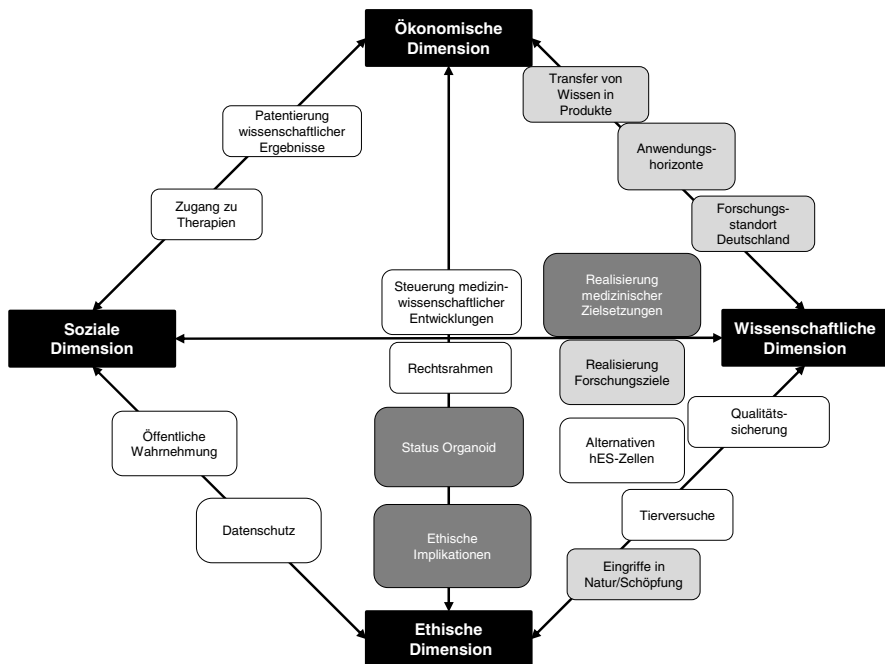 Ökonomische
Dimension
Transfer von
Wissen in
Produkte
Patentierung
wissenschaftlicher
Ergebnisse
Anwendungs-
horizonte
Zugang zu
Therapien
Forschungs-
standort
Deutschland
Steuerung medizin-
wissenschaftlicher
Entwicklungen
Realisierung
medizinischer
Zielsetzungen
Soziale
Dimension
Wissenschaftliche
Dimension
Rechtsrahmen
Realisierung
Forschungsziele
Öffentliche
Wahrnehmung
Status Organoid
Alternativen
hES-Zellen
Qualitäts-
sicherung
Datenschutz
Ethische
Implikationen
Tierversuche
Eingriffe in
Natur/Schöpfung
Ethische
Dimension